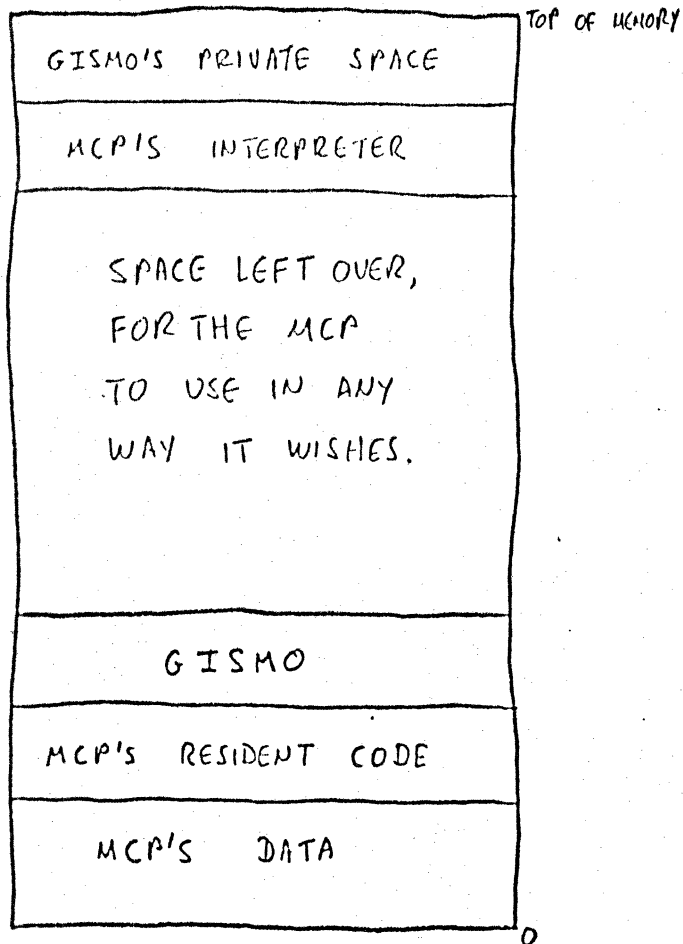 TOP OF MEMORY
GISMO'S PRIVATE SPACE
MCP'S INTERPRETER
SPACE LEFT OVER,
FOR THE MCP
TO USE IN ANY
WAY IT WISHES.
GISMO
MCP'S RESIDENT CODE
MCP'S DATA
0